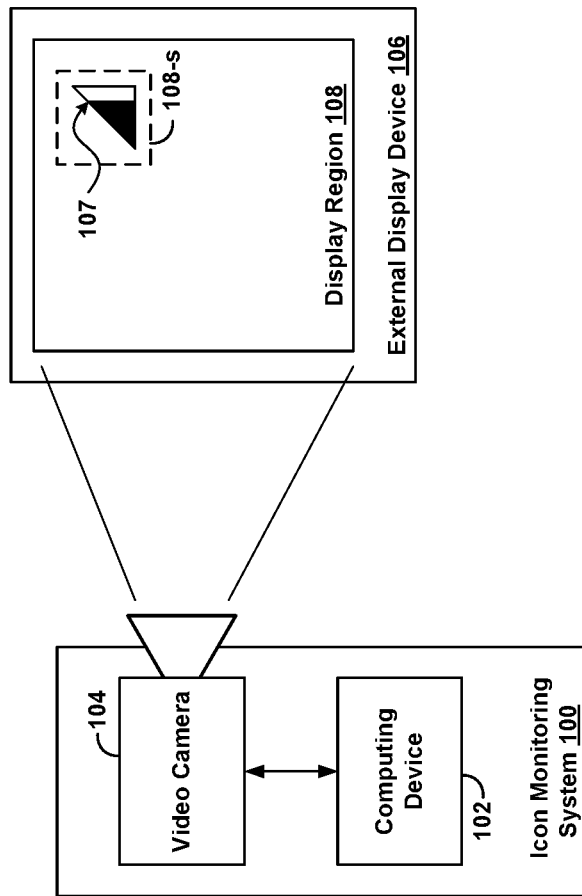 104
Video Camera
Computing
Device
102
Icon Monitoring
System 100
107
108-s
Display Region 108
External Display Device 106